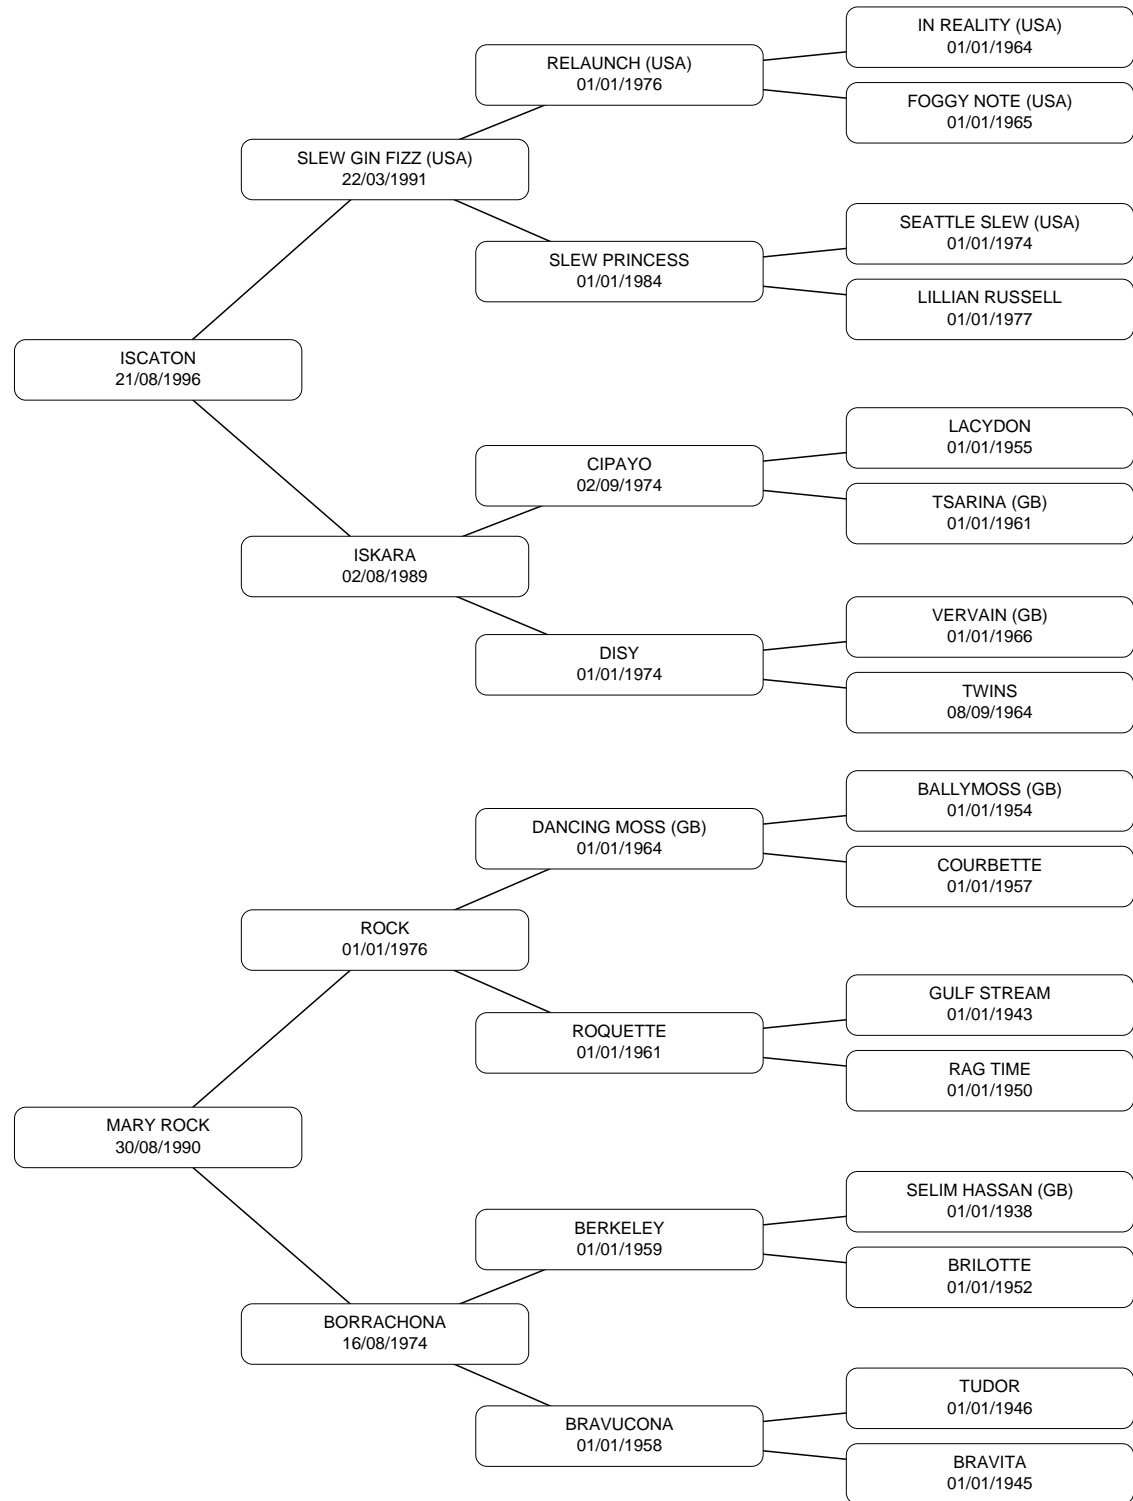 IN REALITY (USA)
01/01/1964
RELAUNCH (USA)
01/01/1976
FOGGY NOTE (USA)
01/01/1965
SLEW GIN FIZZ (USA)
22/03/1991
SEATTLE SLEW (USA)
01/01/1974
SLEW PRINCESS
01/01/1984
LILLIAN RUSSELL
01/01/1977
ISCATON
21/08/1996
LACYDON
01/01/1955
CIPAYO
02/09/1974
TSARINA (GB)
01/01/1961
ISKARA
02/08/1989
VERVAIN (GB)
01/01/1966
DISY
01/01/1974
TWINS
08/09/1964
BALLYMOSS (GB)
01/01/1954
DANCING MOSS (GB)
01/01/1964
COURBETTE
01/01/1957
ROCK
01/01/1976
GULF STREAM
01/01/1943
ROQUETTE
01/01/1961
RAG TIME
01/01/1950
MARY ROCK
30/08/1990
SELIM HASSAN (GB)
01/01/1938
BERKELEY
01/01/1959
BRILOTTE
01/01/1952
BORRACHONA
16/08/1974
TUDOR
01/01/1946
BRAVUCONA
01/01/1958
BRAVITA
01/01/1945